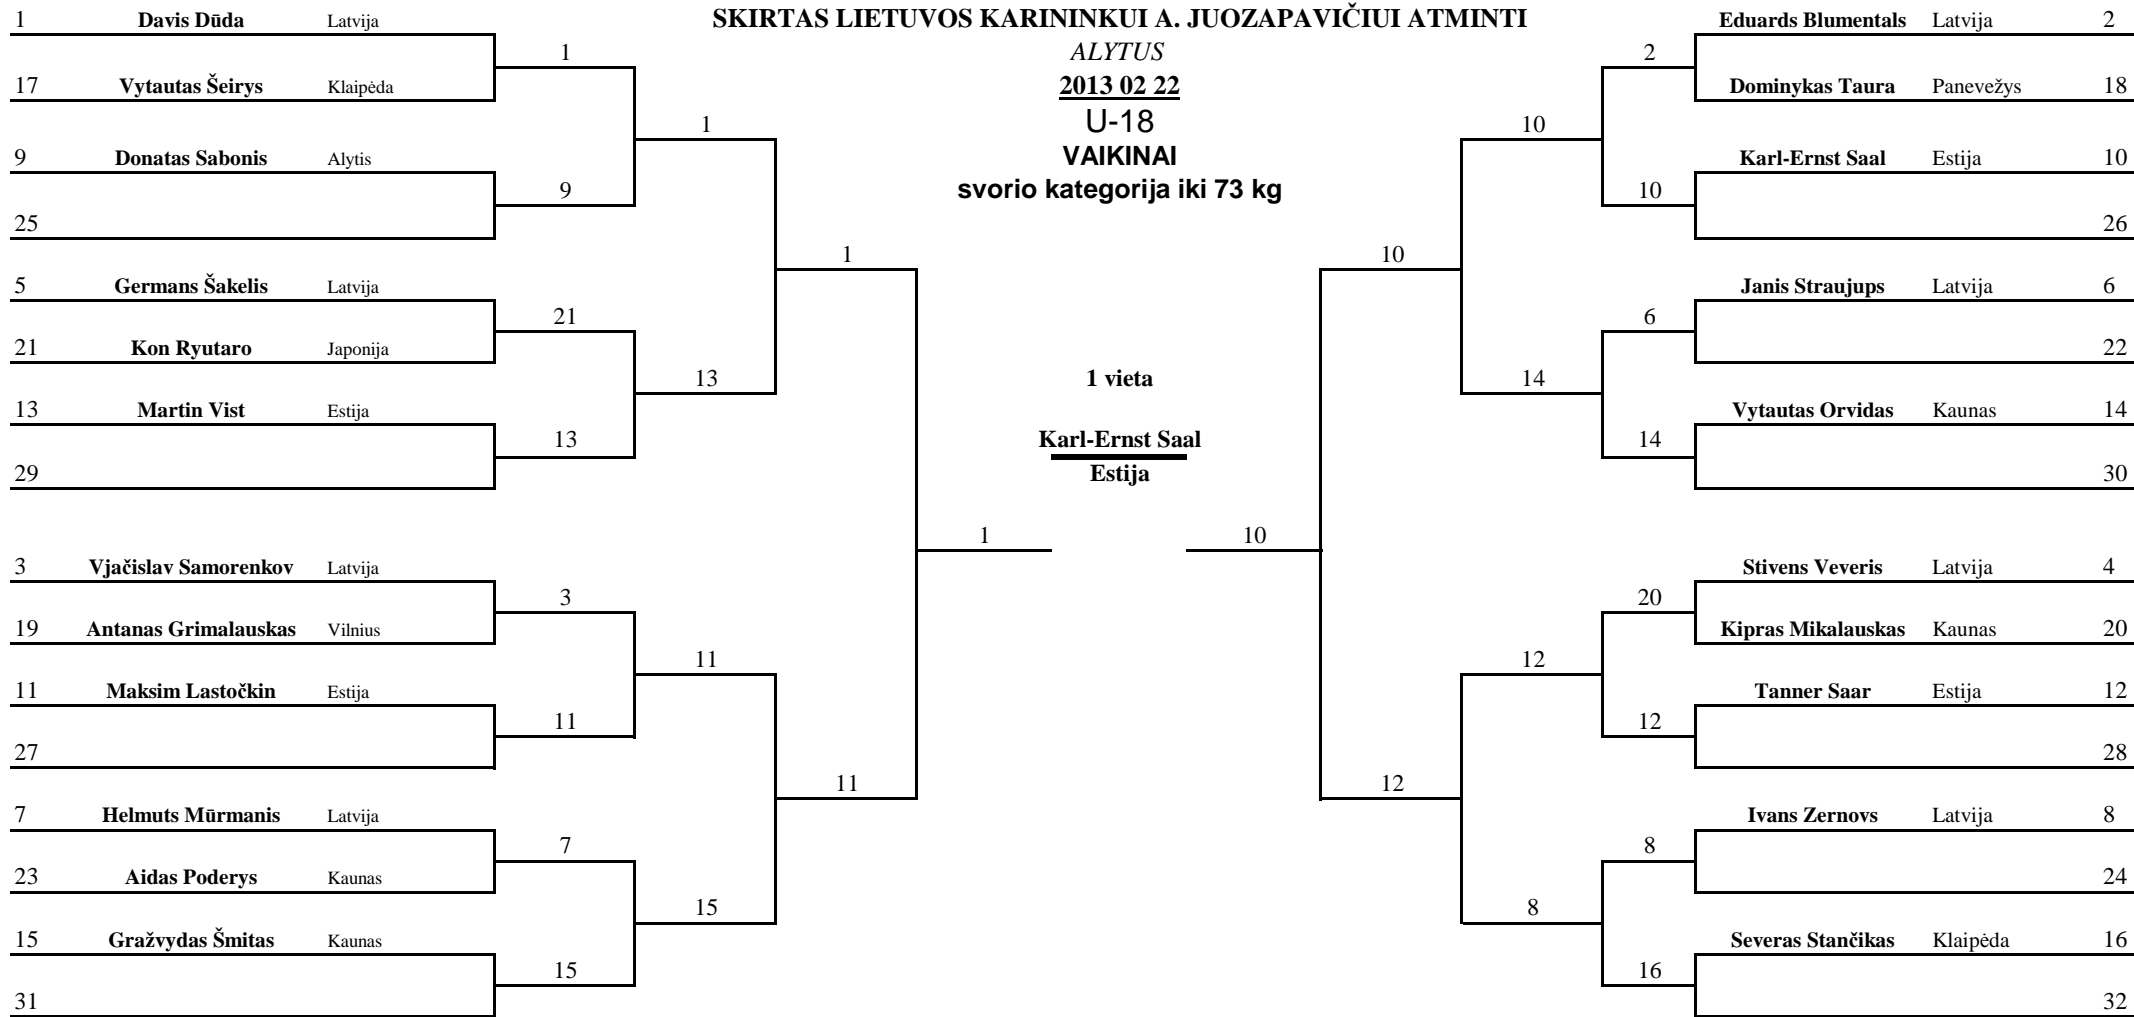 SKIRTAS LIETUVOS KARININKUI A. JUOZAPAVIČIUI ATMINTI
ALYTUS
2013 02 22
U-18
VAIKINAI
svorio kategorija iki 73 kg
1 Davis Dūda Latvija
1
17 Vytautas Šeirys Klaipėda
1
9 Donatas Sabonis Alytis
9
25
1
5 Germans Šakelis Latvija
21
21 Kon Ryutaro Japonija
13
13 Martin Vist Estija
13
29
1
3 Vjačislav Samorenkov Latvija
3
19 Antanas Grimalauskas Vilnius
11
11 Maksim Lastočkin Estija
11
27
11
7 Helmuts Mūrmanis Latvija
7
23 Aidas Poderys Kaunas
15
15 Gražvydas Šmitas Kaunas
15
31
1 vieta
Karl-Ernst Saal
Estija
Eduards Blumentals Latvija 2
2
Dominykas Taura Panevežys 18
10
Karl-Ernst Saal Estija 10
10
26
10
Janis Straujups Latvija 6
6
22
14
Vytautas Orvidas Kaunas 14
14
30
10
Stivens Veveris Latvija 4
20
Kipras Mikalauskas Kaunas 20
12
Tanner Saar Estija 12
12
28
12
Ivans Zernovs Latvija 8
8
24
8
Severas Stančikas Klaipėda 16
16
32